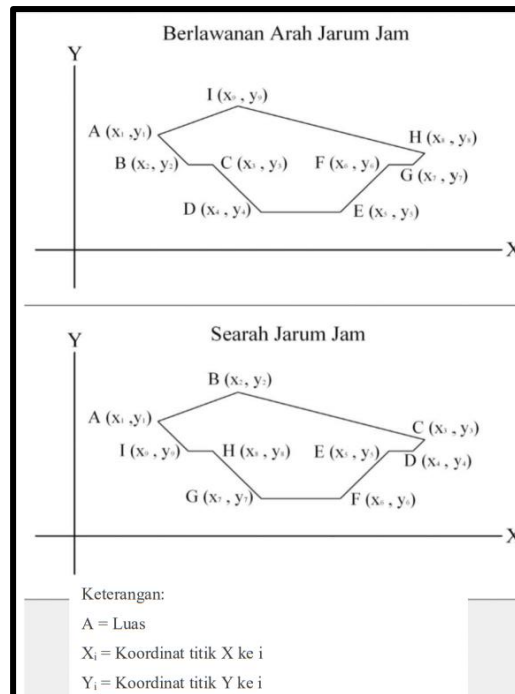 Berlawanan Arah Jarum Jam
Y
I (x₉ , y₉)
A (x₁ ,y₁)
H (x₈ , y₈)
B (x₂, y₂)
C (x₃ , y₃)
F (x₆ , y₆)
G (x₇ , y₇)
D (x₄ , y₄)
E (x₅ , y₅)
X
Y
Searah Jarum Jam
B (x₂, y₂)
A (x₁ ,y₁)
C (x₃ , y₃)
I (x₉ , y₉)
H (x₈ , y₈)
E (x₅ , y₅)
D (x₄ , y₄)
G (x₇ , y₇)
F (x₆ , y₆)
X
Keterangan:
A = Luas
Xᵢ = Koordinat titik X ke i
Yᵢ = Koordinat titik Y ke i